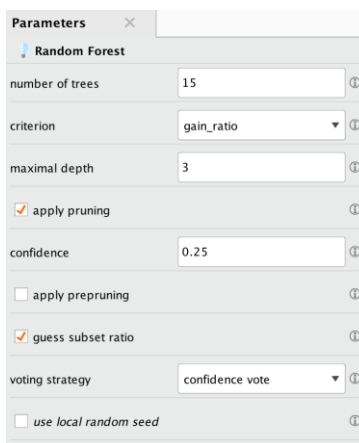 Parameters
Random Forest
number of trees 15
criterion gain_ratio
maximal depth 3
apply pruning
confidence 0.25
apply prepruning
guess subset ratio
voting strategy confidence vote
use local random seed